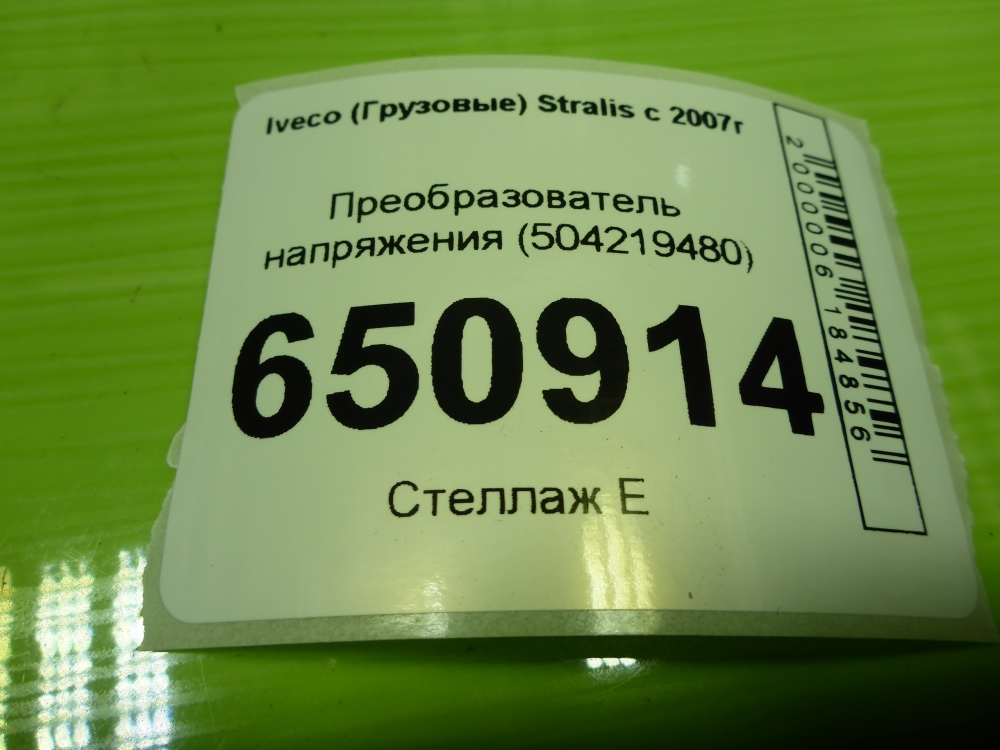 Iveco (Грузовые) Stralis с 2007г
Преобразователь
напряжения (504219480)
650914
Стеллаж Е
2000006184856